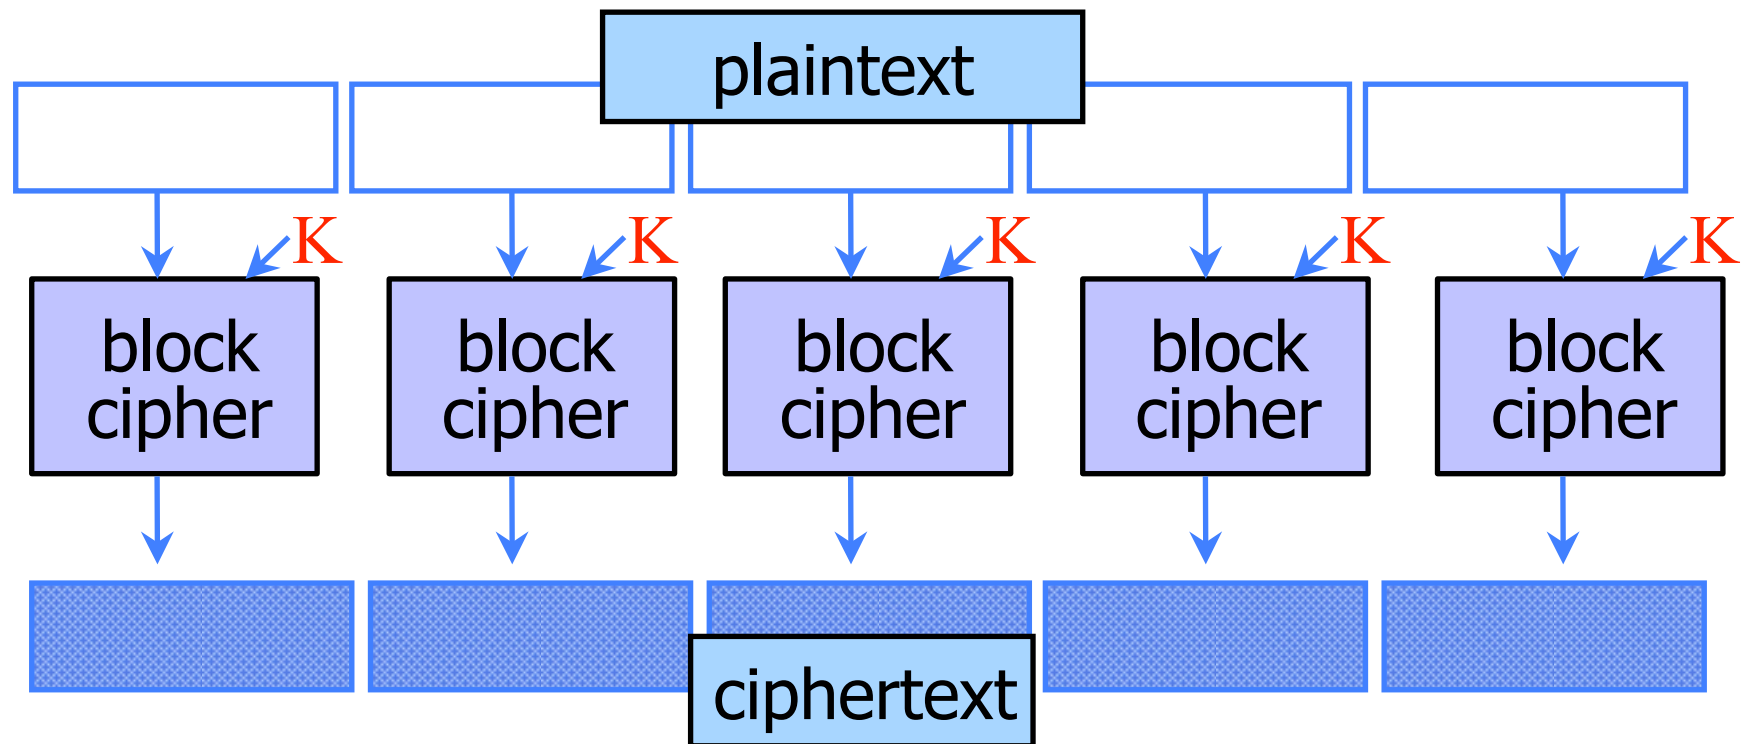 plaintext
K K K K K
block block block block block
cipher cipher cipher cipher cipher
ciphertext